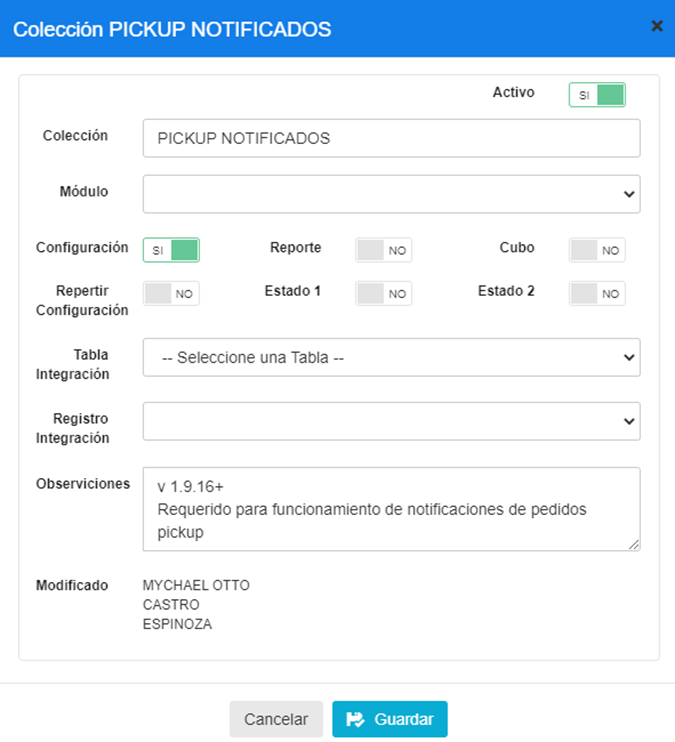 Colección PICKUP NOTIFICADOS
Activo SI
Colección PICKUP NOTIFICADOS
Módulo
Configuración SI Reporte NO Cubo NO
Repertir
Configuración NO Estado 1 NO Estado 2 NO
Tabla
Integración -- Seleccione una Tabla --
Registro
Integración
Observiciones v 1.9.16+
Requerido para funcionamiento de notificaciones de pedidos
pickup
Modificado MYCHAEL OTTO
CASTRO
ESPINOZA
Cancelar Guardar